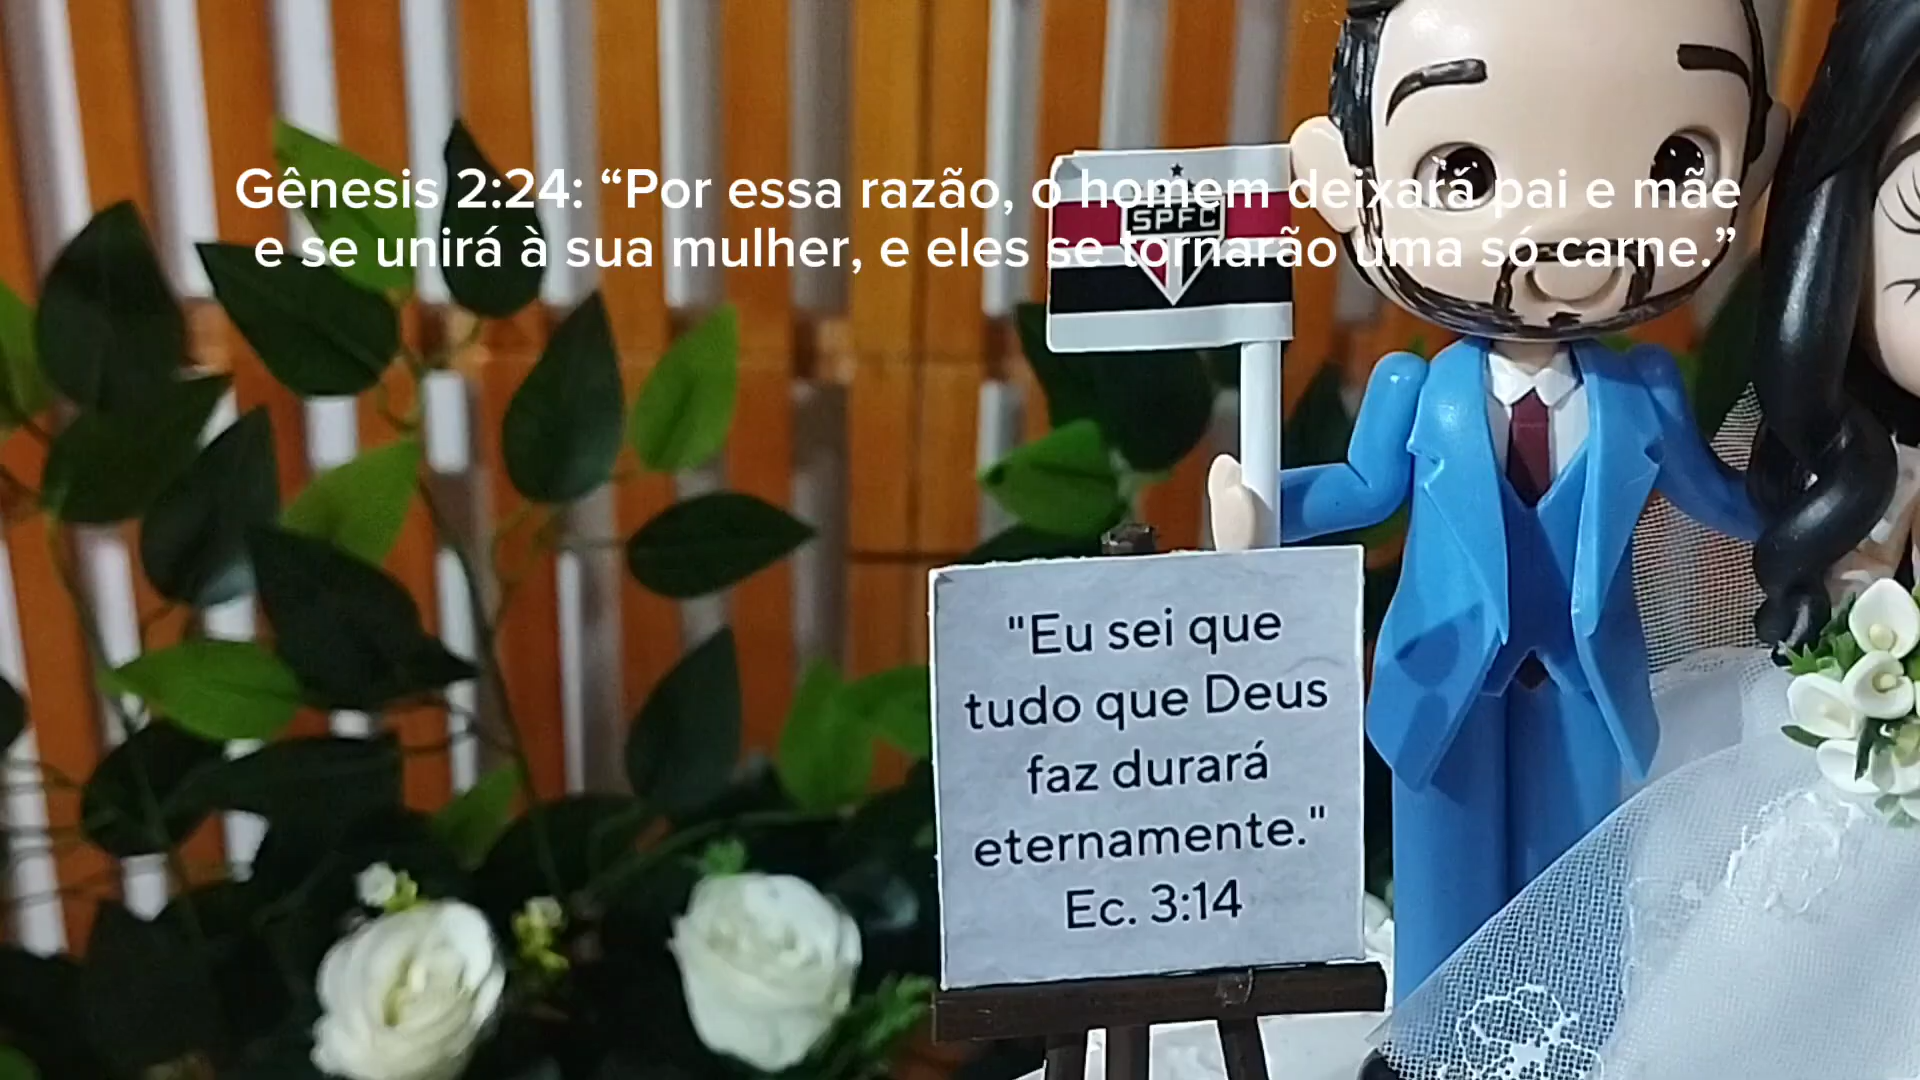 Gênesis 2:24: “Por essa razão, o homem deixará pai e mãe
e se unirá à sua mulher, e eles se tornarão uma só carne.”
SPFC
"Eu sei que
tudo que Deus
faz durará
eternamente."
Ec. 3:14